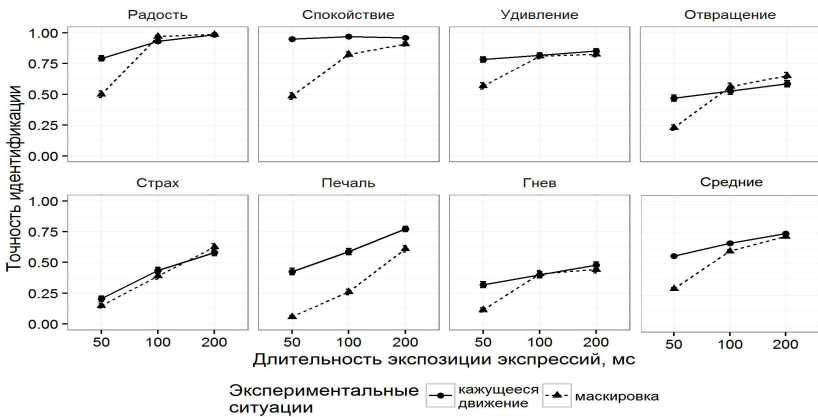 Радость Спокойствие Удивление Отвращение
1.00
0.75
0.50
0.25
0.00
Страх Печаль Гнев Средние
1.00
0.75
0.50
0.25
0.00
Точность идентификации
50 100 200 50 100 200 50 100 200 50 100 200
Длительность экспозиции экспрессий, мс
Экспериментальные
ситуации
кажущееся
движение
маскировка